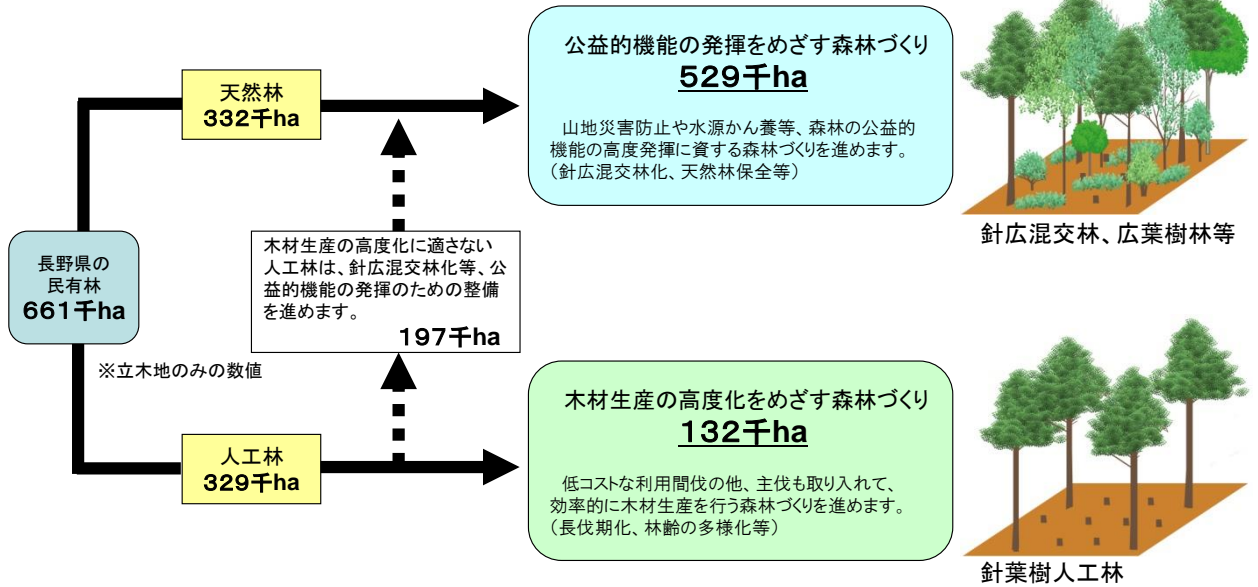 公益的機能の発揮をめざす森林づくり
529千ha
山地災害防止や水源かん養等、森林の公益的
機能の高度発揮に資する森林づくりを進めます。
（針広混交林化、天然林保全等）
天然林
332千ha
針広混交林、広葉樹林等
木材生産の高度化に適さない
人工林は、針広混交林化等、公
益的機能の発揮のための整備
を進めます。
197千ha
長野県の
民有林
661千ha
※立木地のみの数値
木材生産の高度化をめざす森林づくり
132千ha
低コストな利用間伐の他、主伐も取り入れて、
効率的に木材生産を行う森林づくりを進めます。
（長伐期化、林齢の多様化等）
人工林
329千ha
針葉樹人工林